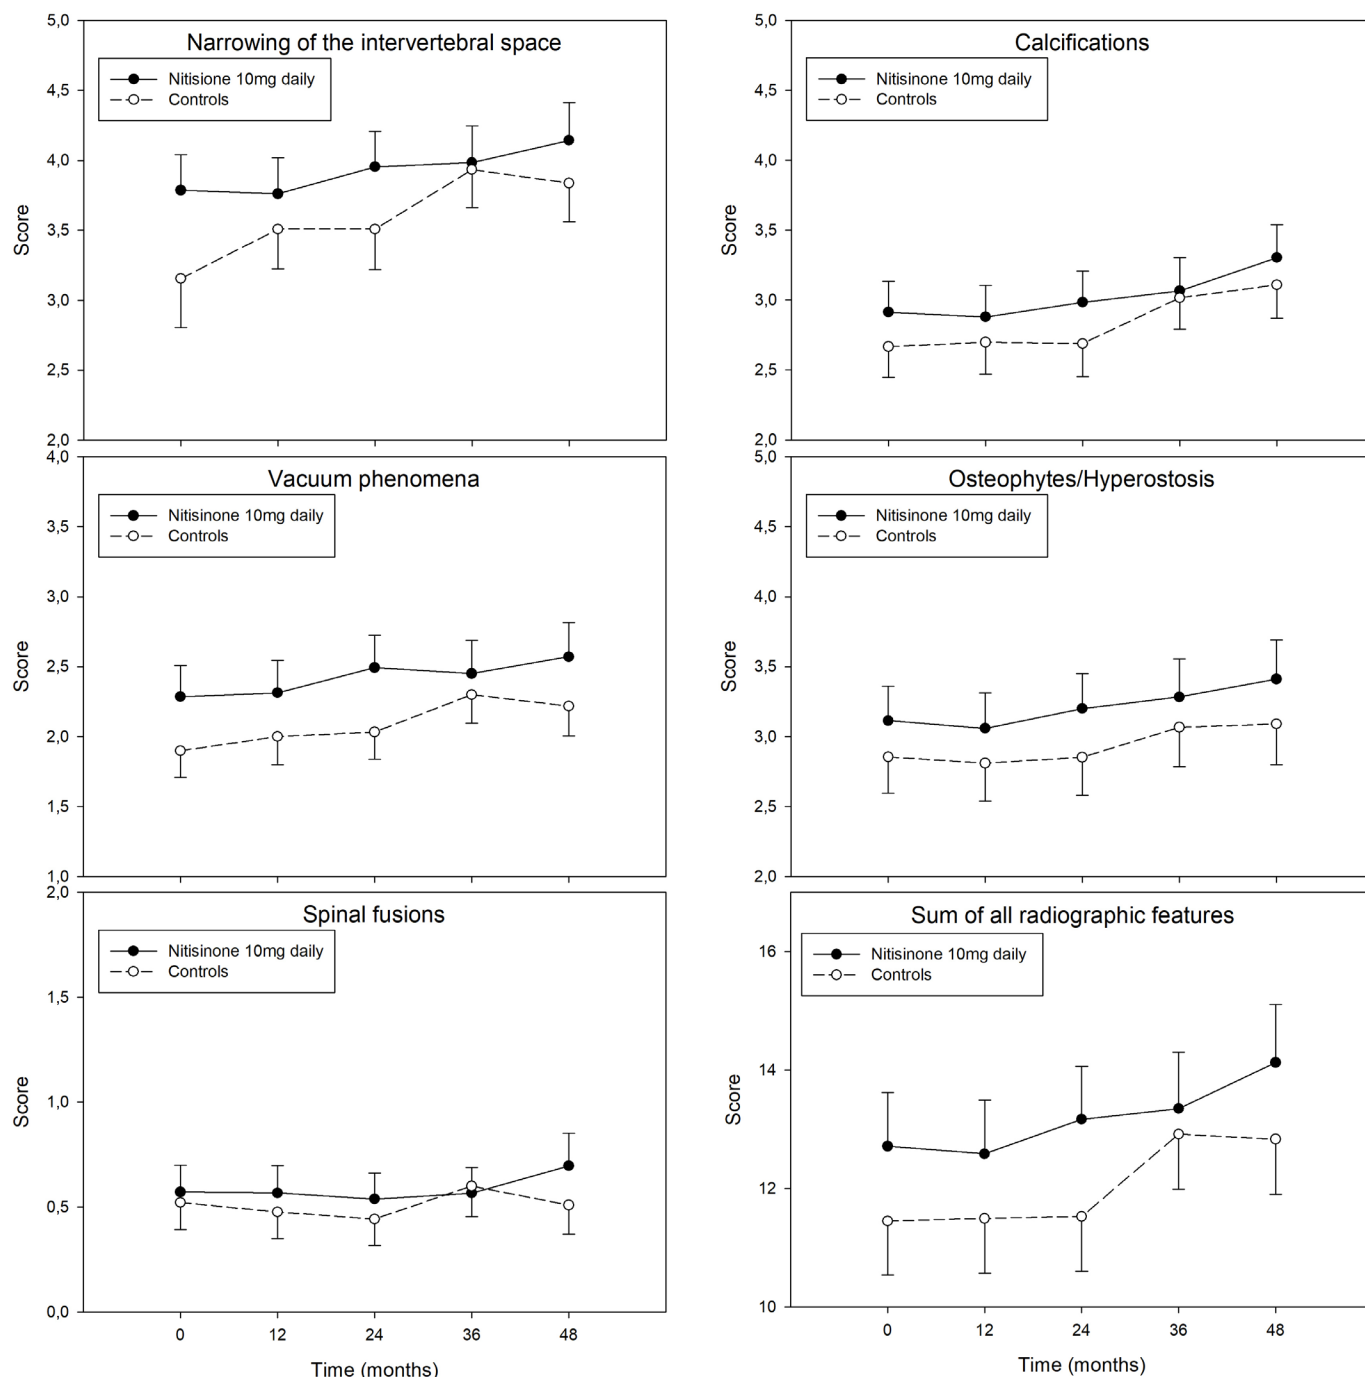 Narrowing of the intervertebral space
Nitisione 10mg daily
Controls
5,0
4,5
4,0
3,5
3,0
2,5
2,0
Score
Calcifications
Nitisinone 10mg daily
Controls
5,0
4,5
4,0
3,5
3,0
2,5
2,0
Score
Vacuum phenomena
Nitisinone 10mg daily
Controls
4,0
3,5
3,0
2,5
2,0
1,5
1,0
Score
Osteophytes/Hyperostosis
Nitisinone 10mg daily
Controls
5,0
4,5
4,0
3,5
3,0
2,5
2,0
Score
Spinal fusions
Nitisinone 10mg daily
Controls
2,0
1,5
1,0
0,5
0,0
Score
0 12 24 36 48
Time (months)
Sum of all radiographic features
Nitisinone 10mg daily
Controls
16
14
12
10
Score
0 12 24 36 48
Time (months)